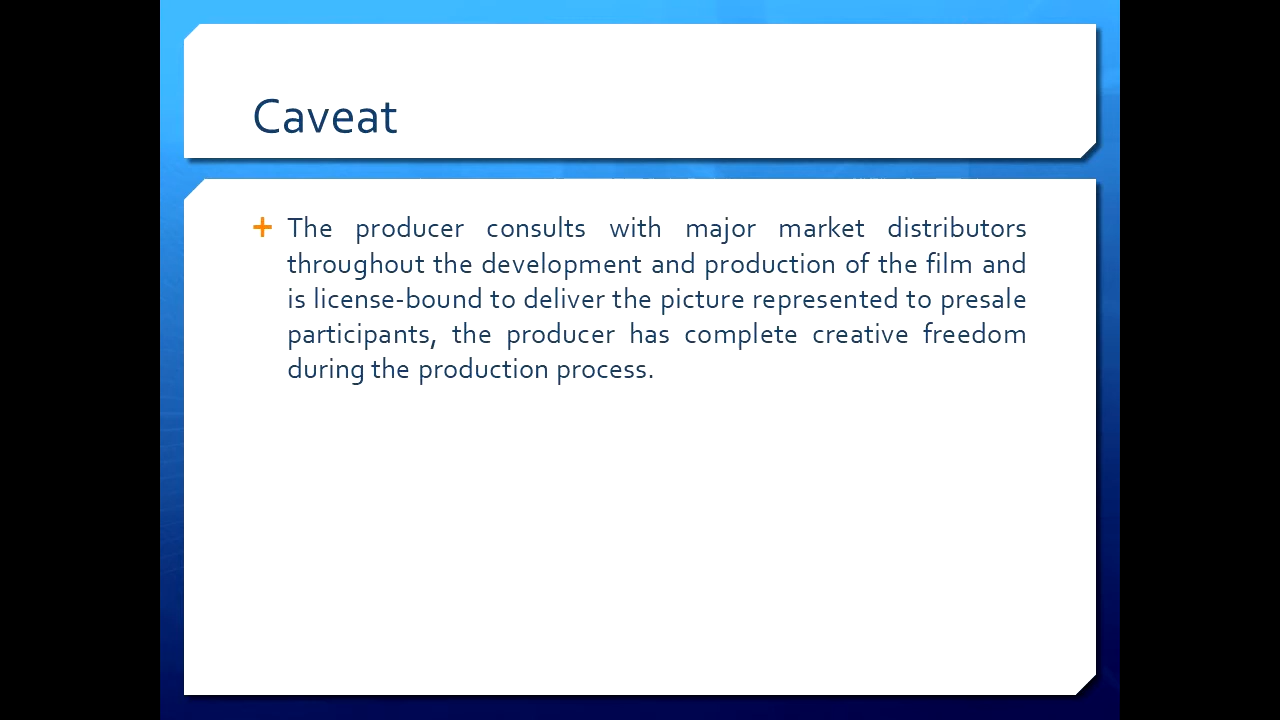 Caveat
The producer consults with major market distributors
throughout the development and production of the film and
is license-bound to deliver the picture represented to presale
participants, the producer has complete creative freedom
during the production process.